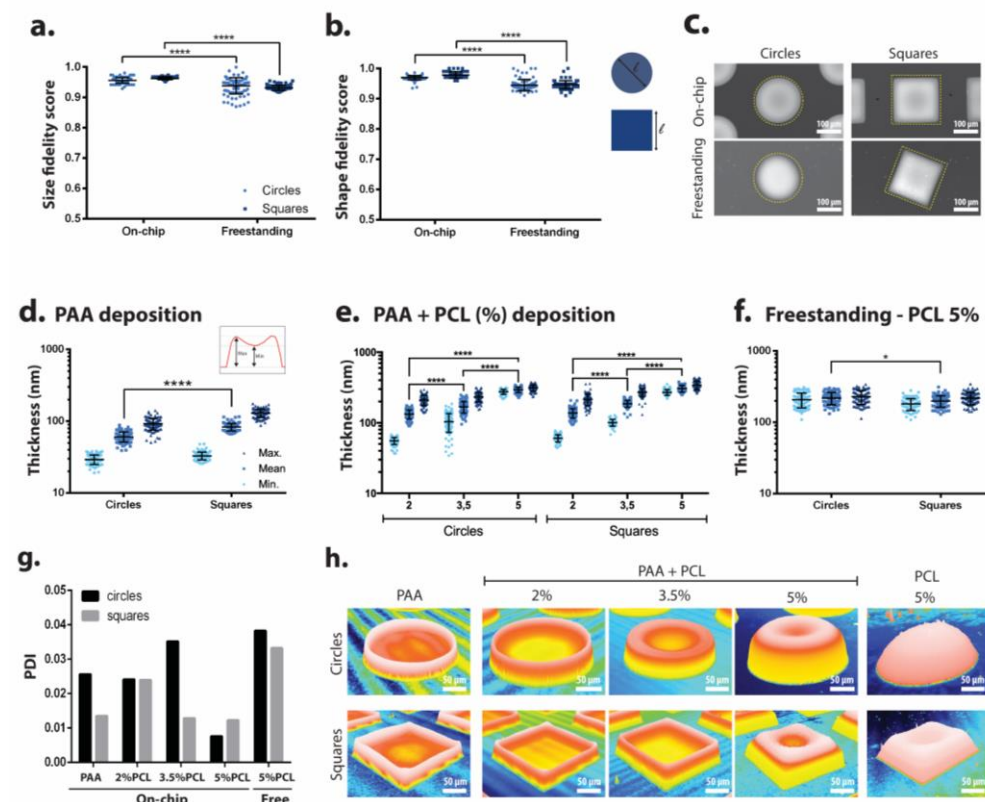 a.
****
****
Size fidelity score
1.0
0.9
0.8
0.7
0.6
0.5
Circles
Squares
On-chip
Freestanding
b.
****
****
Shape fidelity score
1.0
0.9
0.8
0.7
0.6
0.5
On-chip
Freestanding
ℓ
ℓ
c.
Circles
Squares
On-chip
Freestanding
100 µm
100 µm
100 µm
100 µm
d. PAA deposition
Thickness (nm)
1000
100
10
****
Max.
Min.
Max.
Mean
Min.
Circles
Squares
e. PAA + PCL (%) deposition
Thickness (nm)
1000
100
10
****
****
****
****
****
****
2
3,5
5
2
3,5
5
Circles
Squares
f. Freestanding - PCL 5%
Thickness (nm)
1000
100
10
*
Circles
Squares
g.
PDI
0.05
0.04
0.03
0.02
0.01
0.00
circles
squares
PAA
2%PCL
3.5%PCL
5%PCL
5%PCL
On-chip
Free
h.
PAA + PCL
PCL
PAA
2%
3.5%
5%
5%
Circles
50 µm
50 µm
50 µm
50 µm
50 µm
Squares
50 µm
50 µm
50 µm
50 µm
50 µm